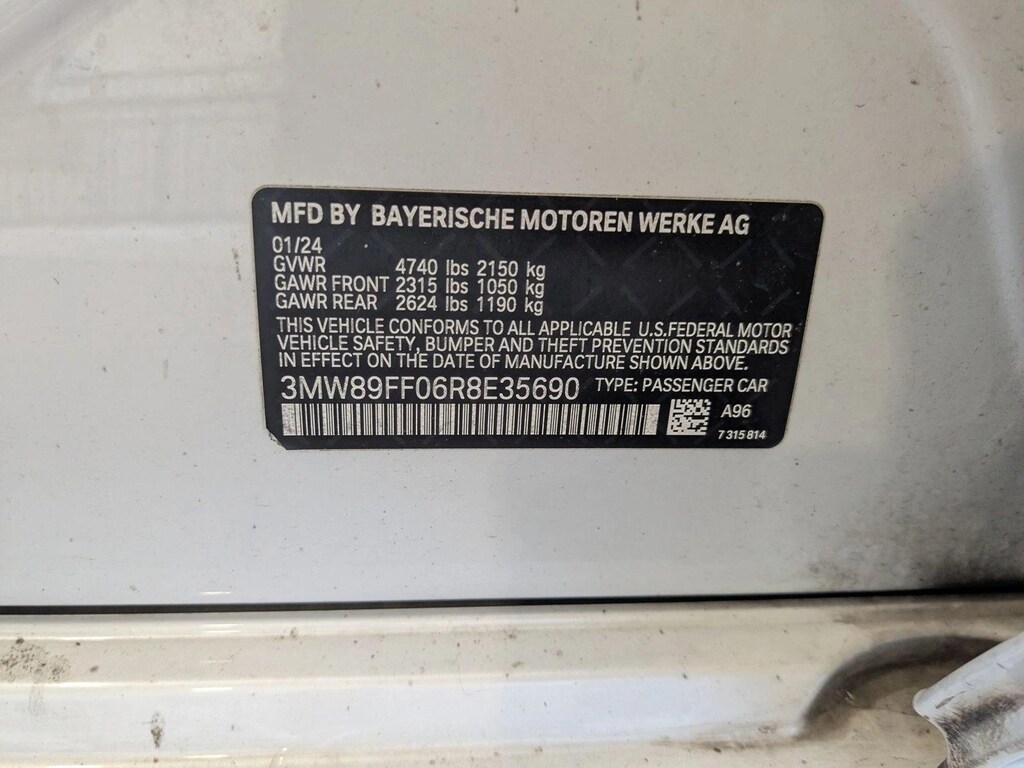 MFD BY BAYERISCHE MOTOREN WERKE AG
01/24
GVWR 4740 lbs 2150 kg
GAWR FRONT 2315 lbs 1050 kg
GAWR REAR 2624 lbs 1190 kg
THIS VEHICLE CONFORMS TO ALL APPLICABLE U.S.FEDERAL MOTOR
VEHICLE SAFETY, BUMPER AND THEFT PREVENTION STANDARDS
IN EFFECT ON THE DATE OF MANUFACTURE SHOWN ABOVE.
3MW89FF06R8E35690 TYPE: PASSENGER CAR
A96
7 315 814